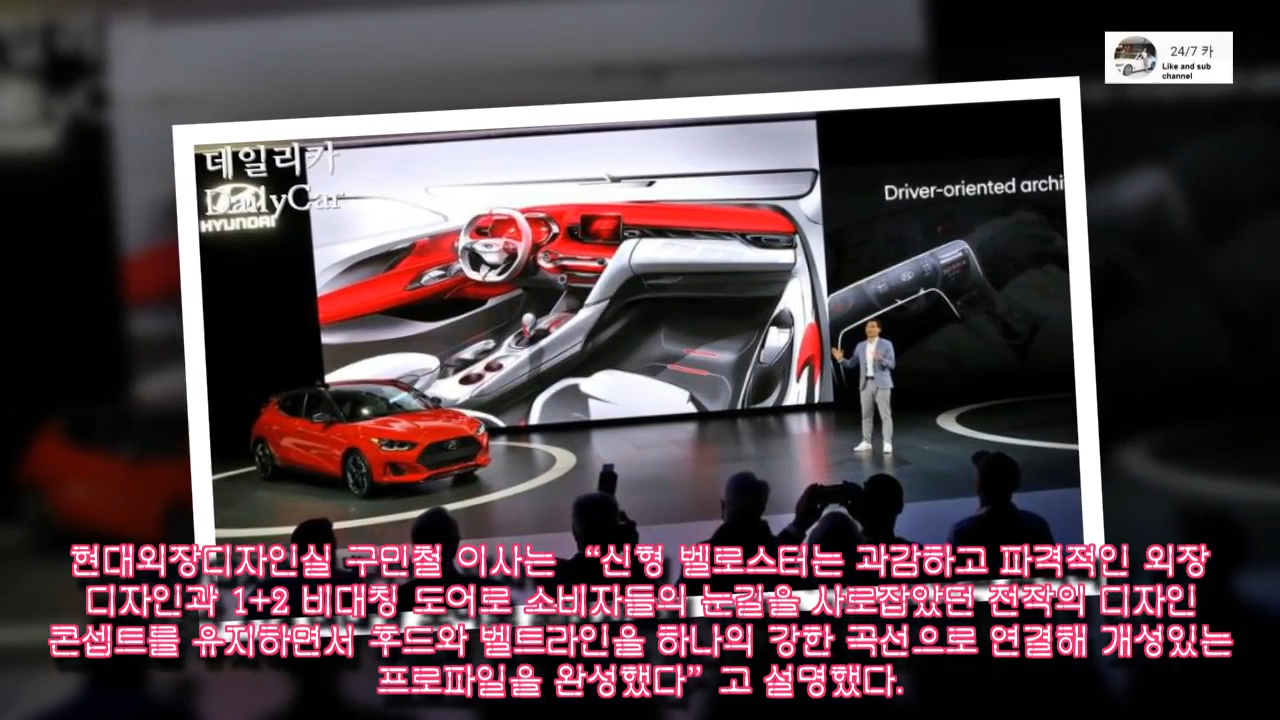 24/7 카
Like and sub
channel
데일리카
DailyCar
HYUNDAI
Driver-oriented archi
현대외장디자인실 구민철 이사는 “신형 벨로스터는 과감하고 파격적인 외장
디자인과 1+2 비대칭 도어로 소비자들의 눈길을 사로잡았던 전작의 디자인
콘셉트를 유지하면서 후드와 벨트라인을 하나의 강한 곡선으로 연결해 개성있는
프로파일을 완성했다” 고 설명했다.